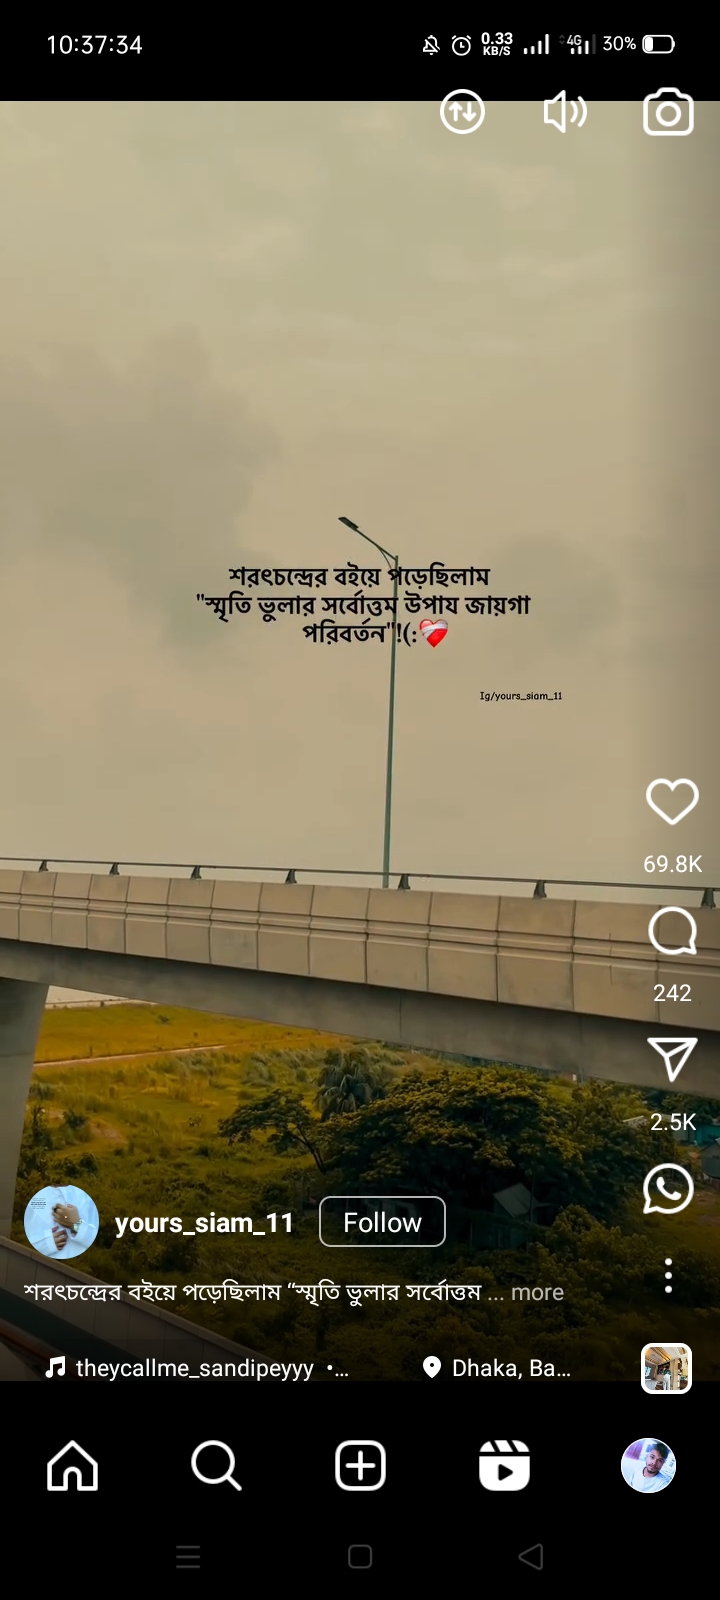 10:37:34
0.33
KB/S
4G
30%
শরৎচন্দ্রের বইয়ে পড়েছিলাম
"স্মৃতি ভুলার সর্বোত্তম উপায জায়গা
পরিবর্তন"!(:❤️‍🩹
Ig/yours_siam_11
69.8K
242
2.5K
yours_siam_11
Follow
শরৎচন্দ্রের বইয়ে পড়েছিলাম “স্মৃতি ভুলার সর্বোত্তম ... more
theycallme_sandipeyyy •...
Dhaka, Ba...